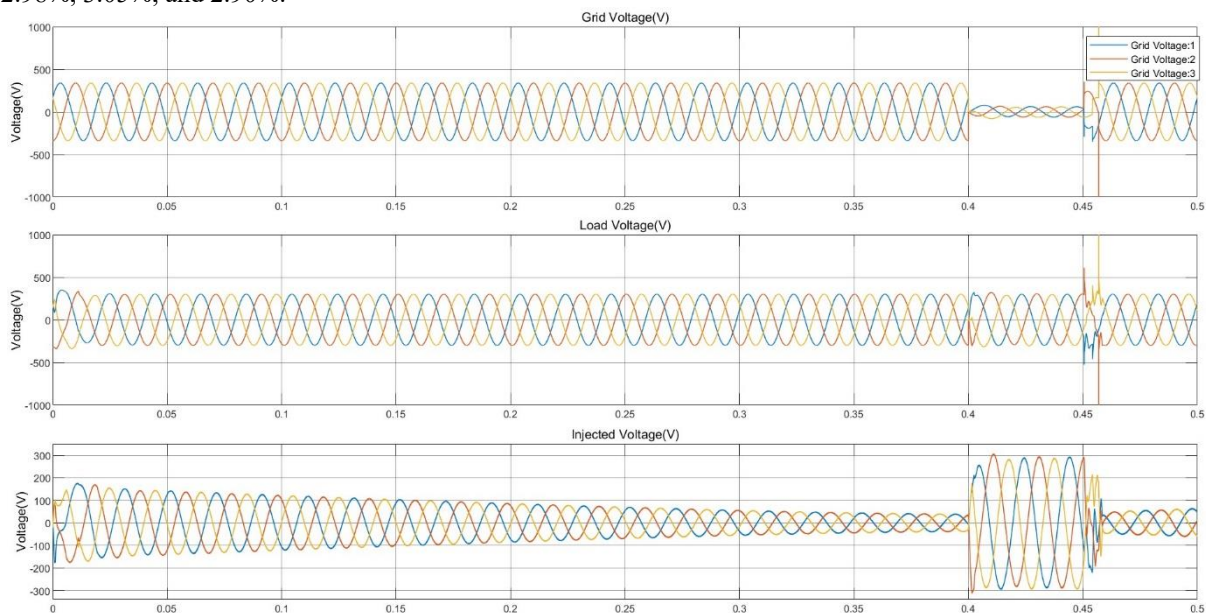 2.98%, 3.05%, and 2.90%.
Grid Voltage(V)
1000
500
0
-500
-1000
Voltage(V)
Grid Voltage:1
Grid Voltage:2
Grid Voltage:3
0 0.05 0.1 0.15 0.2 0.25 0.3 0.35 0.4 0.45 0.5
Load Voltage(V)
1000
500
0
-500
-1000
Voltage(V)
0 0.05 0.1 0.15 0.2 0.25 0.3 0.35 0.4 0.45 0.5
Injected Voltage(V)
300
200
100
0
-100
-200
-300
Voltage(V)
0 0.05 0.1 0.15 0.2 0.25 0.3 0.35 0.4 0.45 0.5